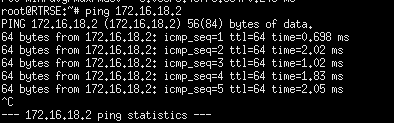 root@RTRSE:~# ping 172.16.18.2
PING 172.16.18.2 (172.16.18.2) 56(84) bytes of data.
64 bytes from 172.16.18.2: icmp_seq=1 ttl=64 time=0.698 ms
64 bytes from 172.16.18.2: icmp_seq=2 ttl=64 time=2.02 ms
64 bytes from 172.16.18.2: icmp_seq=3 ttl=64 time=2.02 ms
64 bytes from 172.16.18.2: icmp_seq=4 ttl=64 time=1.83 ms
64 bytes from 172.16.18.2: icmp_seq=5 ttl=64 time=2.05 ms
^C
--- 172.16.18.2 ping statistics ---